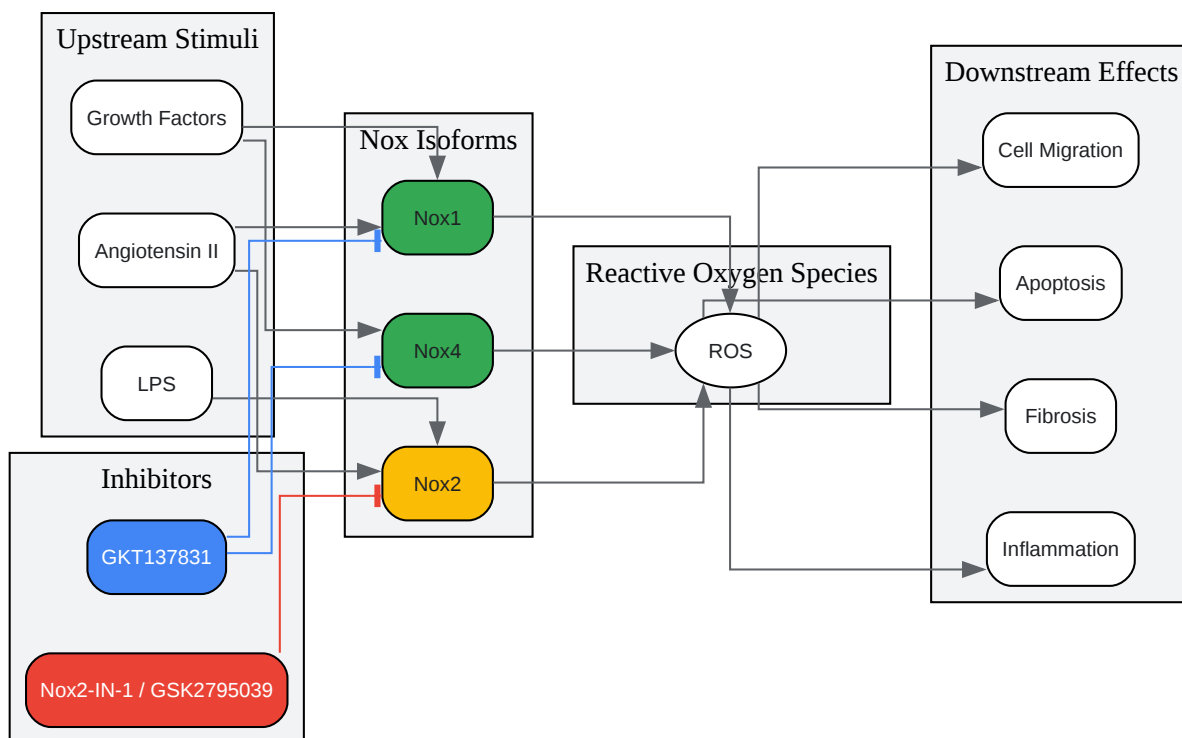 Upstream Stimuli
Growth Factors
Angiotensin II
LPS
Inhibitors
GKT137831
Nox2-IN-1 / GSK2795039
Nox Isoforms
Nox1
Nox4
Nox2
Reactive Oxygen Species
ROS
Downstream Effects
Cell Migration
Apoptosis
Fibrosis
Inflammation